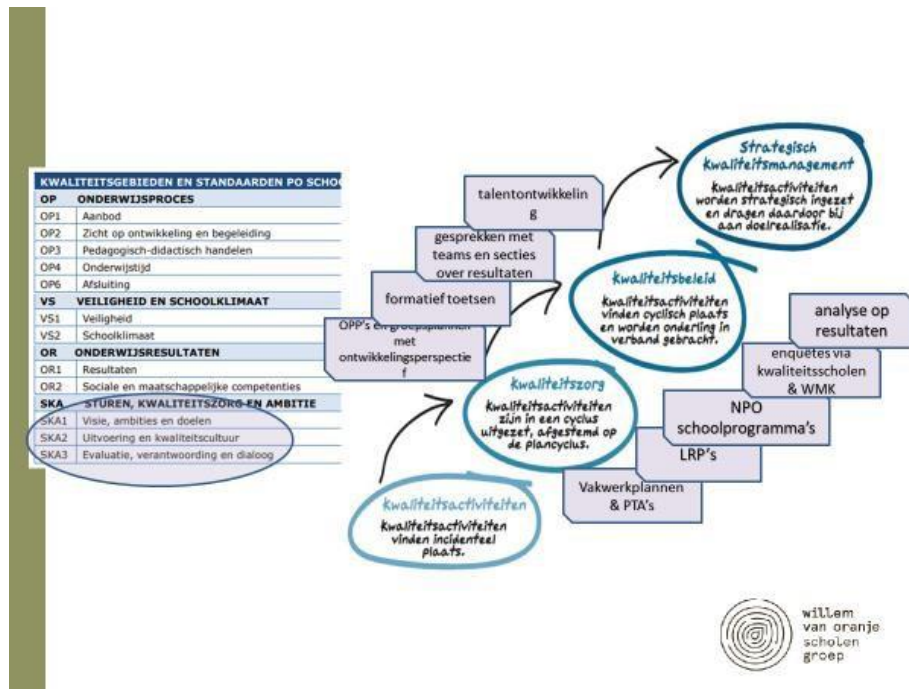 KWALITEITSGEBIEDEN EN STANDAARDEN PO SCHOO
OP ONDERWIJSPROCES
OP1 Aanbod
OP2 Zicht op ontwikkeling en begeleiding
OP3 Pedagogisch-didactisch handelen
OP4 Onderwijstijd
OP6 Afsluiting
VS VEILIGHEID EN SCHOOLKLIMAAT
VS1 Veiligheid
VS2 Schoolklimaat
OR ONDERWIJSRESULTATEN
OR1 Resultaten
OR2 Sociale en maatschappelijke competenties
SKA STUREN, KWALITEITSZORG EN AMBITIE
SKA1 Visie, ambities en doelen
SKA2 Uitvoering en kwaliteitscultuur
SKA3 Evaluatie, verantwoording en dialoog
talentontwikkelin
g
gesprekken met
teams en secties
over resultaten
formatief toetsen
OPP's en groepsplannen
met
ontwikkelingsperspectie
f
Strategisch
kwaliteitsmanagement
Kwaliteitsactiviteiten
worden strategisch ingezet
en dragen daardoor bij
aan doelrealisatie.
Kwaliteitsbeleid
Kwaliteitsactiviteiten
vinden cyclisch plaats
en worden onderling in
verband gebracht.
Kwaliteitszorg
Kwaliteitsactiviteiten
zijn in een cyclus
uitgezet, afgestemd op
de plancyclus.
Kwaliteitsactiviteiten
Kwaliteitsactiviteiten
vinden incidenteel
plaats.
analyse op
resultaten
enquêtes via
kwaliteitsscholen
& WMK
NPO
schoolprogramma's
LRP's
Vakwerkplannen
& PTA's
willem
van oranje
scholen
groep